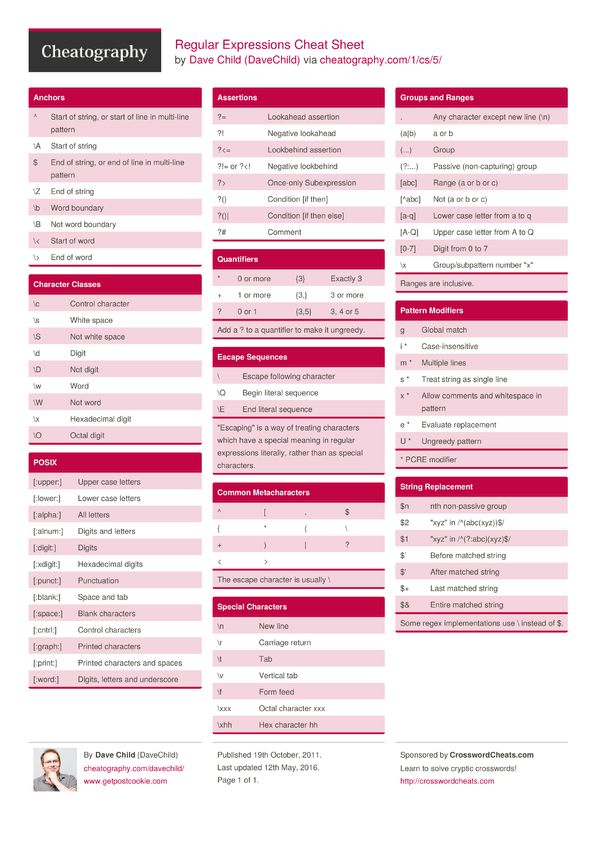 Cheatography
Regular Expressions Cheat Sheet
by Dave Child (DaveChild) via cheatography.com/1/cs/5/
Anchors
^ Start of string, or start of line in multi-line
pattern
\A Start of string
$ End of string, or end of line in multi-line
pattern
\Z End of string
\b Word boundary
\B Not word boundary
\< Start of word
\> End of word
Character Classes
\c Control character
\s White space
\S Not white space
\d Digit
\D Not digit
\w Word
\W Not word
\x Hexadecimal digit
\O Octal digit
POSIX
[:upper:] Upper case letters
[:lower:] Lower case letters
[:alpha:] All letters
[:alnum:] Digits and letters
[:digit:] Digits
[:xdigit:] Hexadecimal digits
[:punct:] Punctuation
[:blank:] Space and tab
[:space:] Blank characters
[:cntrl:] Control characters
[:graph:] Printed characters
[:print:] Printed characters and spaces
[:word:] Digits, letters and underscore
Assertions
?= Lookahead assertion
?! Negative lookahead
?<= Lookbehind assertion
?!= or ?<! Negative lookbehind
?> Once-only Subexpression
?() Condition [if then]
?()| Condition [if then else]
?# Comment
Quantifiers
* 0 or more {3} Exactly 3
+ 1 or more {3,} 3 or more
? 0 or 1 {3,5} 3, 4 or 5
Add a ? to a quantifier to make it ungreedy.
Escape Sequences
\ Escape following character
\Q Begin literal sequence
\E End literal sequence
"Escaping" is a way of treating characters
which have a special meaning in regular
expressions literally, rather than as special
characters.
Common Metacharacters
^ [ . $
{ * ( \
+ ) | ?
< >
The escape character is usually \
Special Characters
\n New line
\r Carriage return
\t Tab
\v Vertical tab
\f Form feed
\xxx Octal character xxx
\xhh Hex character hh
Groups and Ranges
. Any character except new line (\n)
(a|b) a or b
(...) Group
(?:...) Passive (non-capturing) group
[abc] Range (a or b or c)
[^abc] Not (a or b or c)
[a-q] Lower case letter from a to q
[A-Q] Upper case letter from A to Q
[0-7] Digit from 0 to 7
\x Group/subpattern number "x"
Ranges are inclusive.
Pattern Modifiers
g Global match
i * Case-insensitive
m * Multiple lines
s * Treat string as single line
x * Allow comments and whitespace in
pattern
e * Evaluate replacement
U * Ungreedy pattern
* PCRE modifier
String Replacement
$n nth non-passive group
$2 "xyz" in /^(abc(xyz))$/
$1 "xyz" in /^(?:abc)(xyz)$/
$` Before matched string
$' After matched string
$+ Last matched string
$& Entire matched string
Some regex implementations use \ instead of $.
By Dave Child (DaveChild)
cheatography.com/davechild/
www.getpostcookie.com
Published 19th October, 2011.
Last updated 12th May, 2016.
Page 1 of 1.
Sponsored by CrosswordCheats.com
Learn to solve cryptic crosswords!
http://crosswordcheats.com